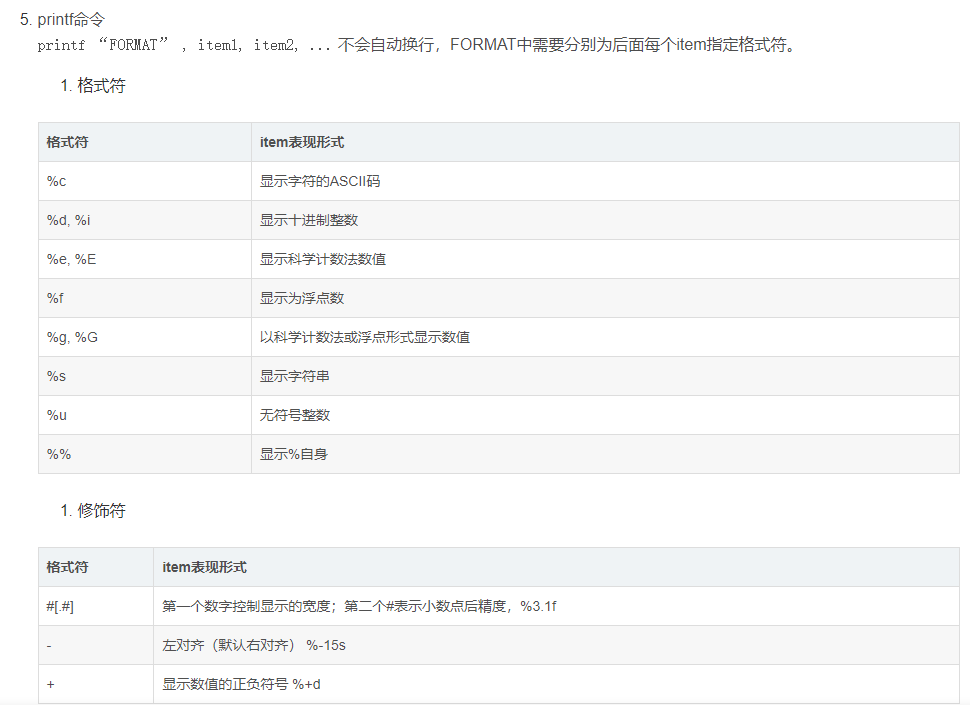 5. printf命令
printf “FORMAT” , item1, item2, ... 不会自动换行，FORMAT中需要分别为后面每个item指定格式符。
1. 格式符
格式符 item表现形式
%c 显示字符的ASCII码
%d, %i 显示十进制整数
%e, %E 显示科学计数法数值
%f 显示为浮点数
%g, %G 以科学计数法或浮点形式显示数值
%s 显示字符串
%u 无符号整数
%% 显示%自身
1. 修饰符
格式符 item表现形式
#[.#] 第一个数字控制显示的宽度；第二个#表示小数点后精度，%3.1f
- 左对齐（默认右对齐） %-15s
+ 显示数值的正负符号 %+d